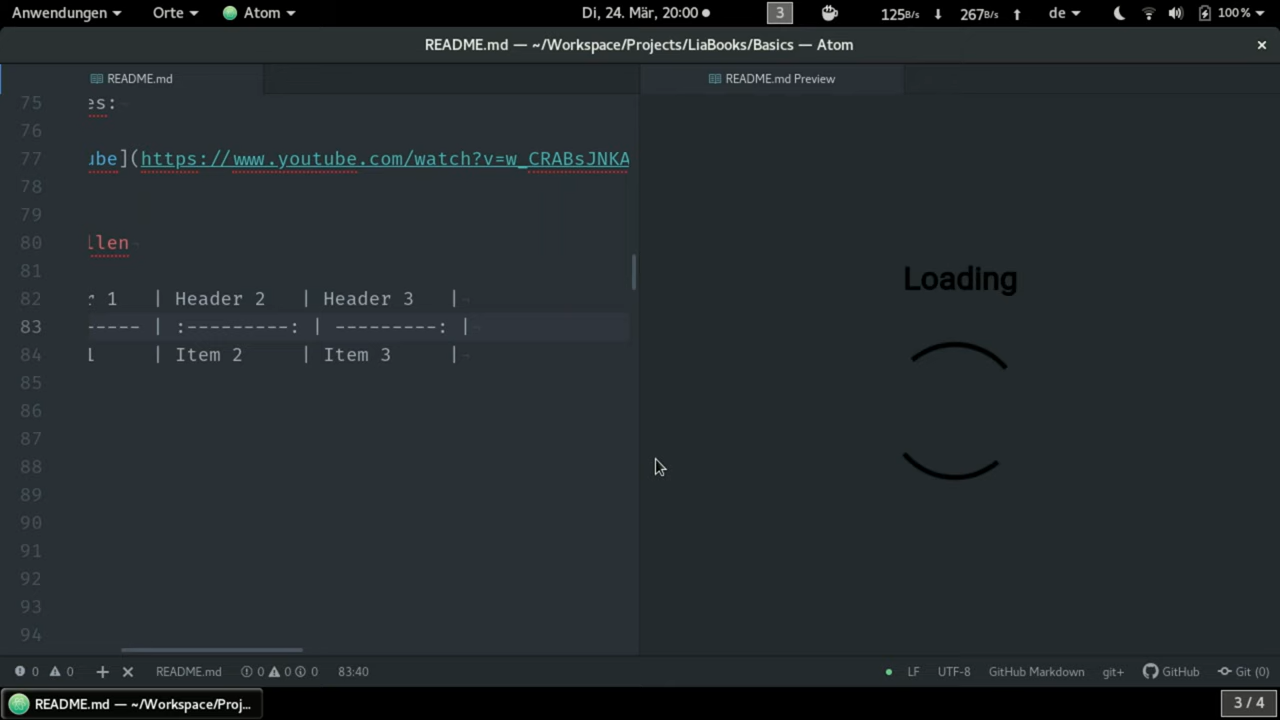 Anwendungen Orte Atom Di, 24. Mär, 20:00 3 125B/s 267B/s de 100%
README.md — ~/Workspace/Projects/LiaBooks/Basics — Atom ×
README.md README.md Preview
75 es:
76
77 ube](https://www.youtube.com/watch?v=w_CRABsJNKA
78
79
80 llen
81
82 r 1 | Header 2 | Header 3 |
83 ----- | :---------: | ---------: |
84 1 | Item 2 | Item 3 |
85
86
87
88
89
90
91
92
93
94
Loading
0 0 README.md 0 0 0 83:40 LF UTF-8 GitHub Markdown git+ GitHub Git (0)
README.md — ~/Workspace/Proj... 3 / 4